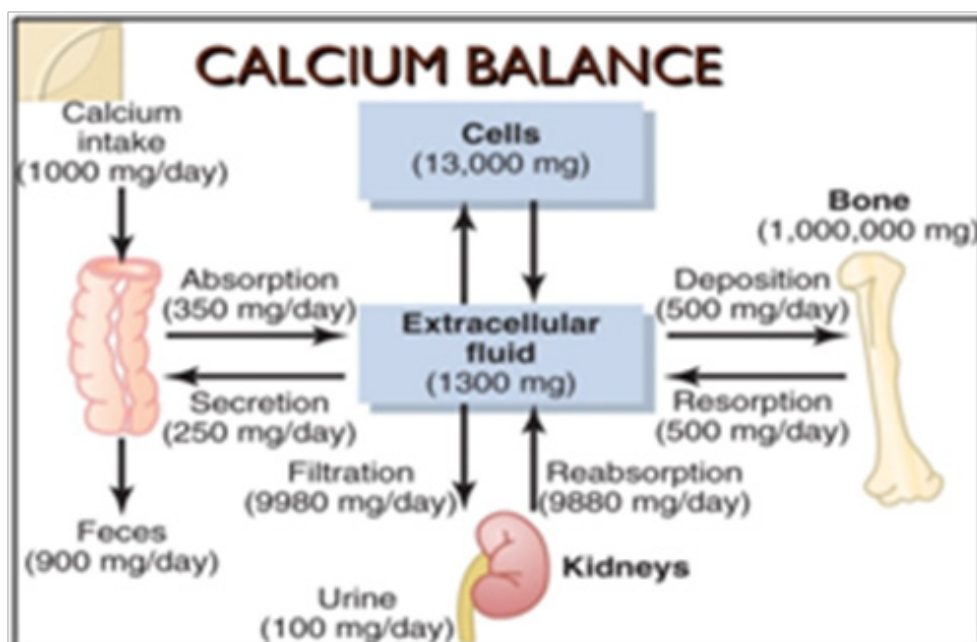 CALCIUM BALANCE
Calcium
intake
(1000 mg/day)
Cells
(13,000 mg)
Bone
(1,000,000 mg)
Absorption
(350 mg/day)
Deposition
(500 mg/day)
Extracellular
fluid
(1300 mg)
Secretion
(250 mg/day)
Resorption
(500 mg/day)
Filtration
(9980 mg/day)
Reabsorption
(9880 mg/day)
Feces
(900 mg/day)
Kidneys
Urine
(100 mg/day)